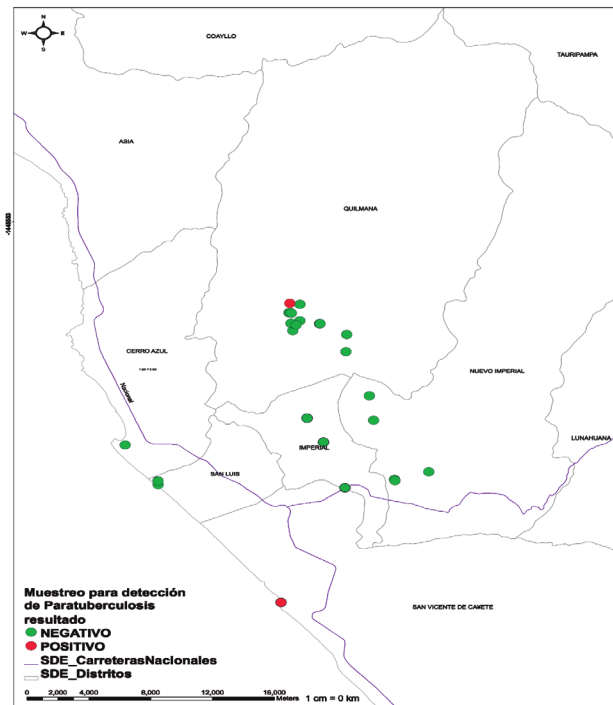 N
W E
S
COAYLLO
TAURIPAMPA
ASIA
QUILMANA
CERRO AZUL
Nacional
NUEVO IMPERIAL
LUNAHUANA
IMPERIAL
SAN LUIS
SAN VICENTE DE CAÑETE
Muestreo para detección
de Paratuberculosis
resultado
NEGATIVO
POSITIVO
SDE_CarreterasNacionales
SDE_Distritos
0 2,000 4,000 8,000 12,000 16,000
Meters 1 cm = 0 km